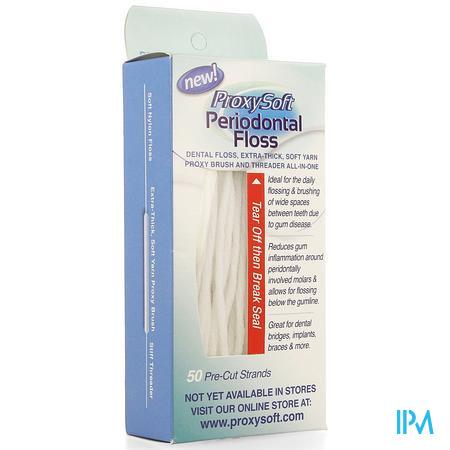 new!
ProxySoft
Periodontal
Floss
DENTAL FLOSS, EXTRA-THICK, SOFT YARN
PROXY BRUSH AND THREADER ALL-IN-ONE
Ideal for the daily
flossing & brushing
of wide spaces
between teeth due
to gum disease.
Reduces gum
inflammation around
periodontally
involved molars &
allows for flossing
below the gumline.
Great for dental
bridges, implants,
braces & more.
Tear Off then Break Seal
50 Pre-Cut Strands
NOT YET AVAILABLE IN STORES
VISIT OUR ONLINE STORE AT:
www.proxysoft.com
Soft Nylon Floss
Extra-Thick, Soft Yarn Proxy Brush
Stiff Threader
IPM